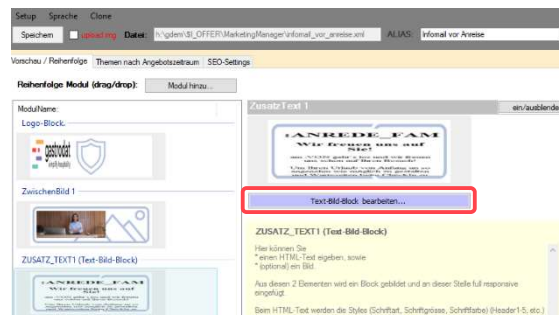 Setup Sprache Clone
Speichern upload img Datei: h:\gdem\$I_OFFER\MarketingManager\infomail_vor_anreise.xml ALIAS: Infomail vor Anreise
Vorschau / Reihenfolge Themen nach Angebotszeitraum SEO-Settings
Reihenfolge Modul (drag/drop): Modul hinzu...
ModulName:
Logo-Block.
gastrodat
ZwischenBild 1
ZUSATZ_TEXT1 (Text-Bild-Block)
:ANREDE_FAM
Wir freuen uns auf
Sie!
ZusatzText 1 ein/ausblende
:ANREDE_FAM
Wir freuen uns auf
Sie!
Text-Bild-Block bearbeiten...
ZUSATZ_TEXT1 (Text-Bild-Block)
Hier können Sie
* einen HTML-Text eigeben, sowie
* (optional) ein Bild.
Aus diesen 2 Elementen wird ein Block gebildet und an dieser Stelle full responsive
eingefügt.
Beim HTML-Text werden die Styles (Schriftart, Schriftgrösse, Schriftfarbe) (Header1-5, etc.)